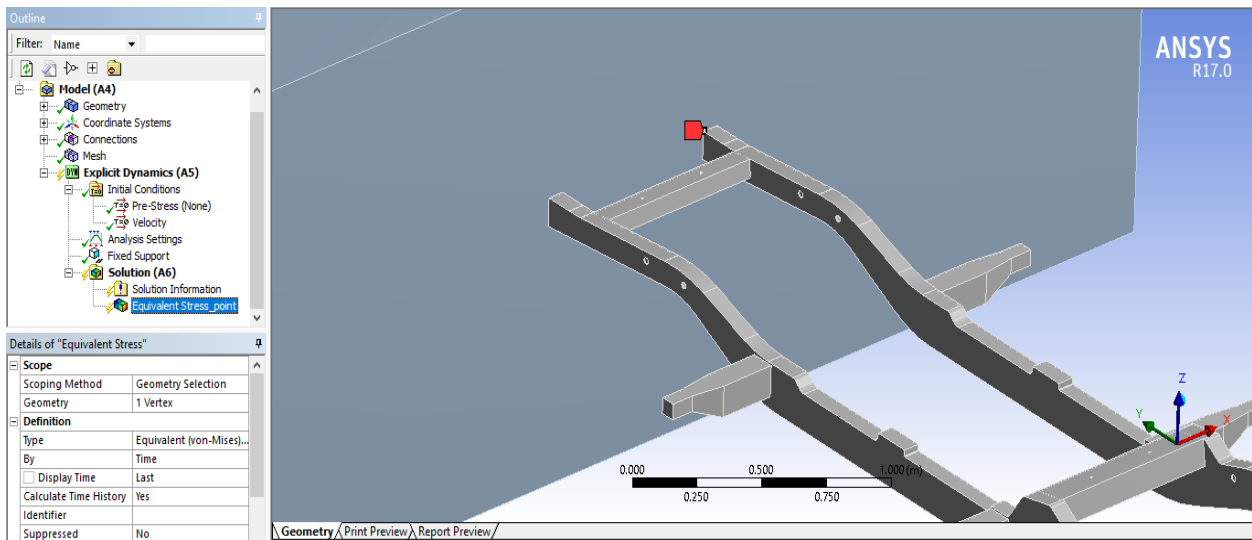 Outline
Filter: Name
Model (A4)
Geometry
Coordinate Systems
Connections
Mesh
Explicit Dynamics (A5)
Initial Conditions
Pre-Stress (None)
Velocity
Analysis Settings
Fixed Support
Solution (A6)
Solution Information
Equivalent Stress_point
Details of "Equivalent Stress"
Scope
Scoping Method Geometry Selection
Geometry 1 Vertex
Definition
Type Equivalent (von-Mises)...
By Time
Display Time Last
Calculate Time History Yes
Identifier
Suppressed No
ANSYS
R17.0
Z
Y
X
0.000 0.500 1.000 (m)
0.250 0.750
Geometry Print Preview Report Preview